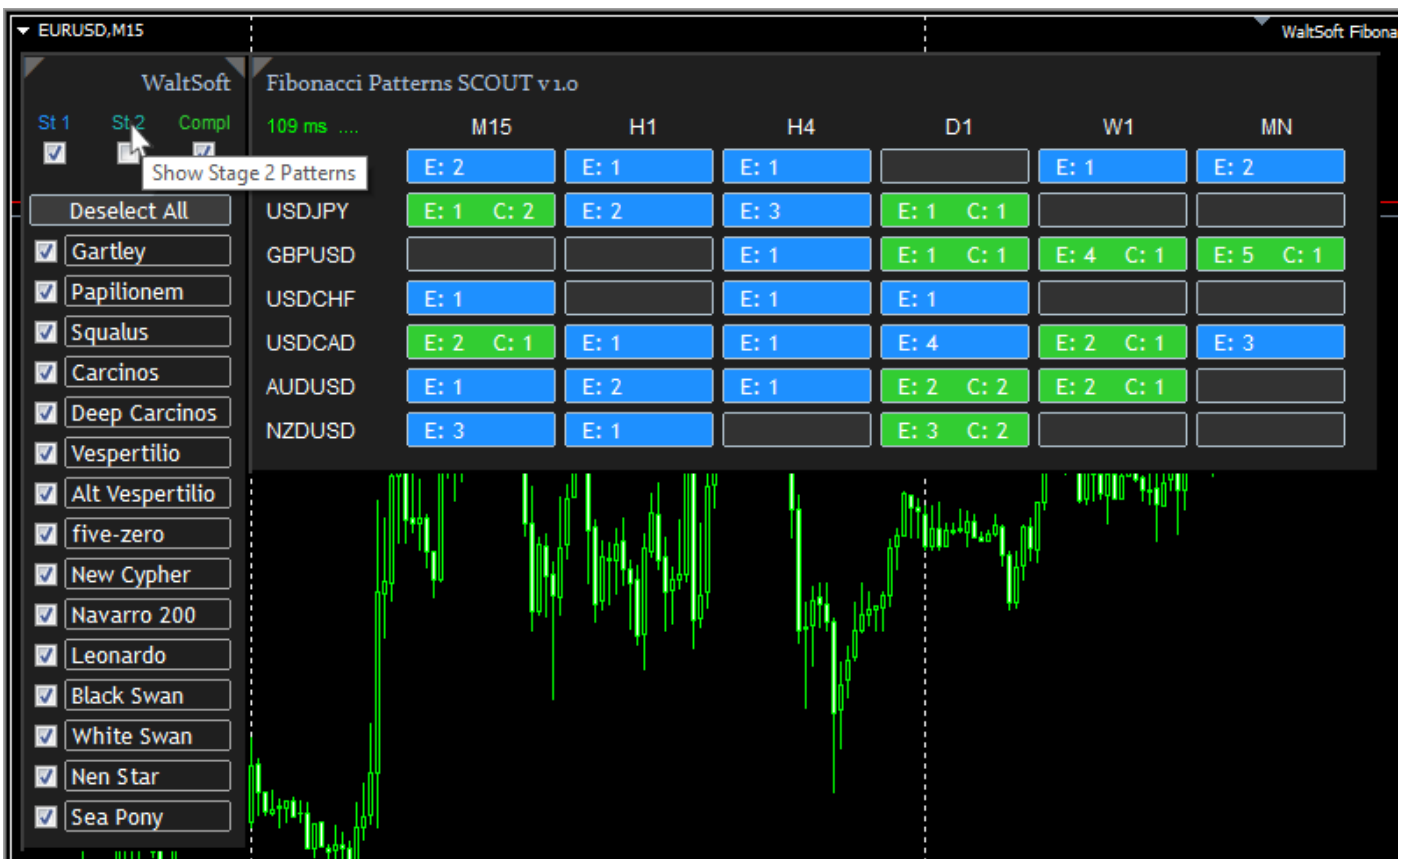 EURUSD,M15
WaltSoft Fibona
WaltSoft
Fibonacci Patterns SCOUT v 1.0
St 1 St 2 Compl
109 ms .... M15 H1 H4 D1 W1 MN
Show Stage 2 Patterns
E: 2 E: 1 E: 1 E: 1 E: 2
Deselect All
USDJPY E: 1 C: 2 E: 2 E: 3 E: 1 C: 1
Gartley
GBPUSD E: 1 E: 1 C: 1 E: 4 C: 1 E: 5 C: 1
Papilionem
USDCHF E: 1 E: 1 E: 1
Squalus
USDCAD E: 2 C: 1 E: 1 E: 1 E: 4 E: 2 C: 1 E: 3
Carcinos
AUDUSD E: 1 E: 2 E: 1 E: 2 C: 2 E: 2 C: 1
Deep Carcinos
NZDUSD E: 3 E: 1 E: 3 C: 2
Vespertilio
Alt Vespertilio
five-zero
New Cypher
Navarro 200
Leonardo
Black Swan
White Swan
Nen Star
Sea Pony